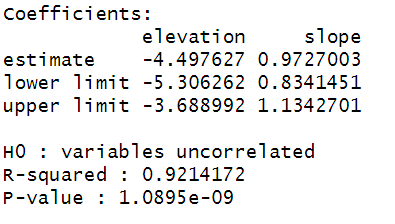 Coefficients:
elevation slope
estimate -4.497627 0.9727003
lower limit -5.306262 0.8341451
upper limit -3.688992 1.1342701
H0 : variables uncorrelated
R-squared : 0.9214172
P-value : 1.0895e-09